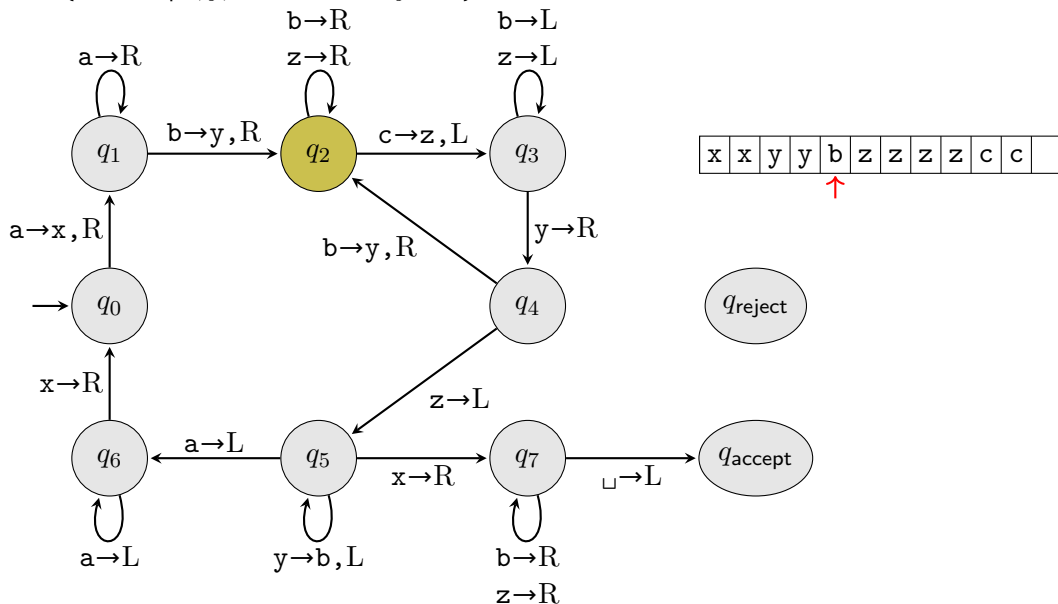 b→R
b→L
a→R
z→R
z→L
q1
b→y,R
q2
c→z,L
q3
x x y y b z z z z c c
↑
a→x,R
b→y,R
y→R
q0
q4
qreject
x→R
z→L
q6
a→L
q5
x→R
q7
␣→L
qaccept
a→L
y→b,L
b→R
z→R